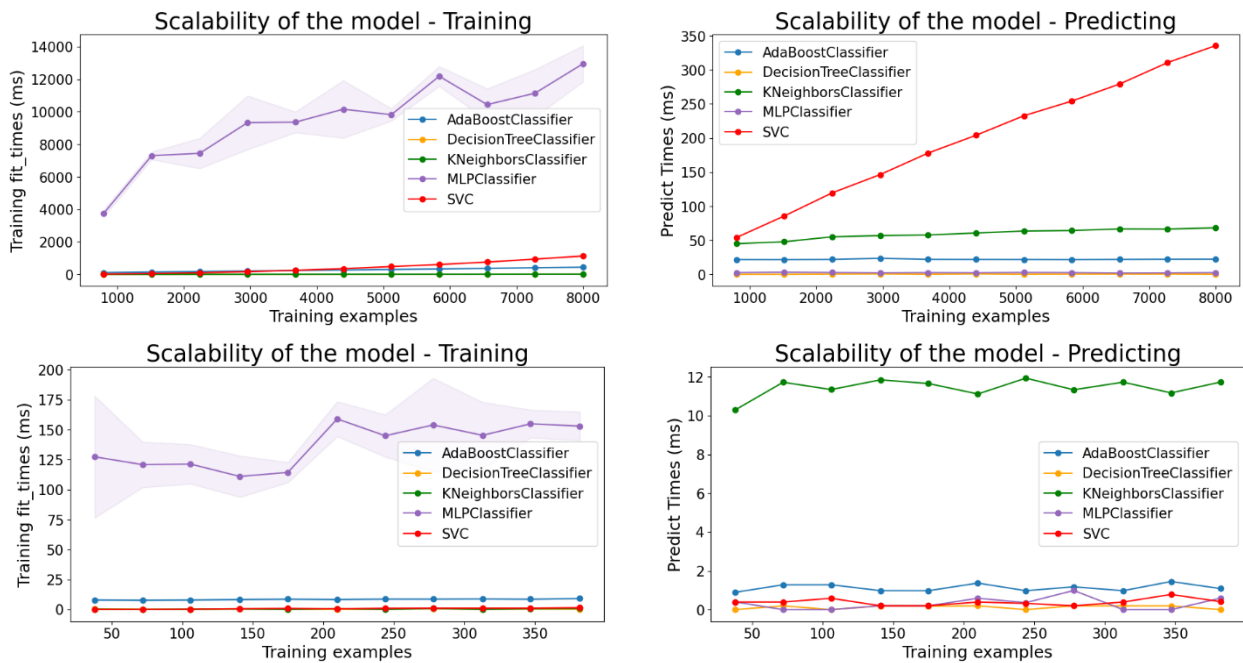 Scalability of the model - Training
Training fit_times (ms)
14000
12000
10000
8000
6000
4000
2000
0
AdaBoostClassifier
DecisionTreeClassifier
KNeighborsClassifier
MLPClassifier
SVC
1000 2000 3000 4000 5000 6000 7000 8000
Training examples
Scalability of the model - Predicting
Predict Times (ms)
350
300
250
200
150
100
50
0
AdaBoostClassifier
DecisionTreeClassifier
KNeighborsClassifier
MLPClassifier
SVC
1000 2000 3000 4000 5000 6000 7000 8000
Training examples
Scalability of the model - Training
Training fit_times (ms)
200
175
150
125
100
75
50
25
0
AdaBoostClassifier
DecisionTreeClassifier
KNeighborsClassifier
MLPClassifier
SVC
50 100 150 200 250 300 350
Training examples
Scalability of the model - Predicting
Predict Times (ms)
12
10
8
6
4
2
0
AdaBoostClassifier
DecisionTreeClassifier
KNeighborsClassifier
MLPClassifier
SVC
50 100 150 200 250 300 350
Training examples